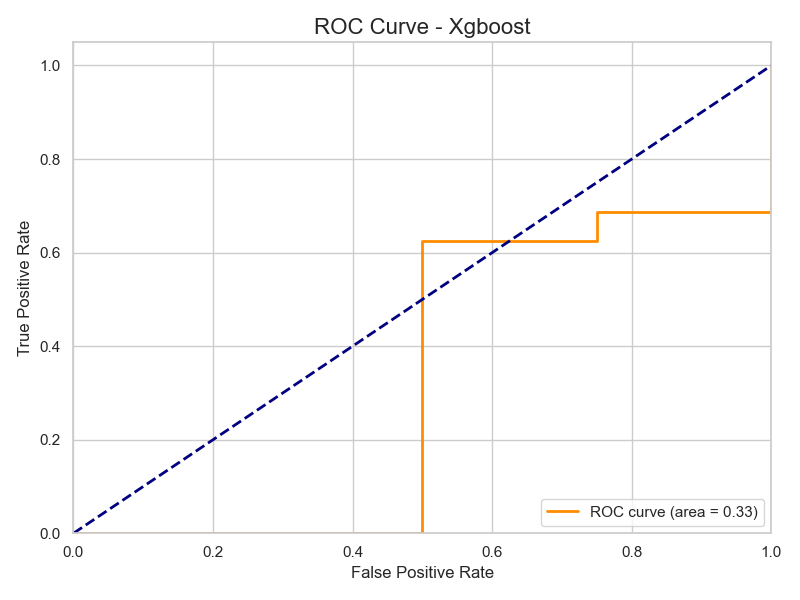 ROC Curve - Xgboost
1.0
0.8
0.6
0.4
0.2
0.0
True Positive Rate
ROC curve (area = 0.33)
0.0 0.2 0.4 0.6 0.8 1.0
False Positive Rate